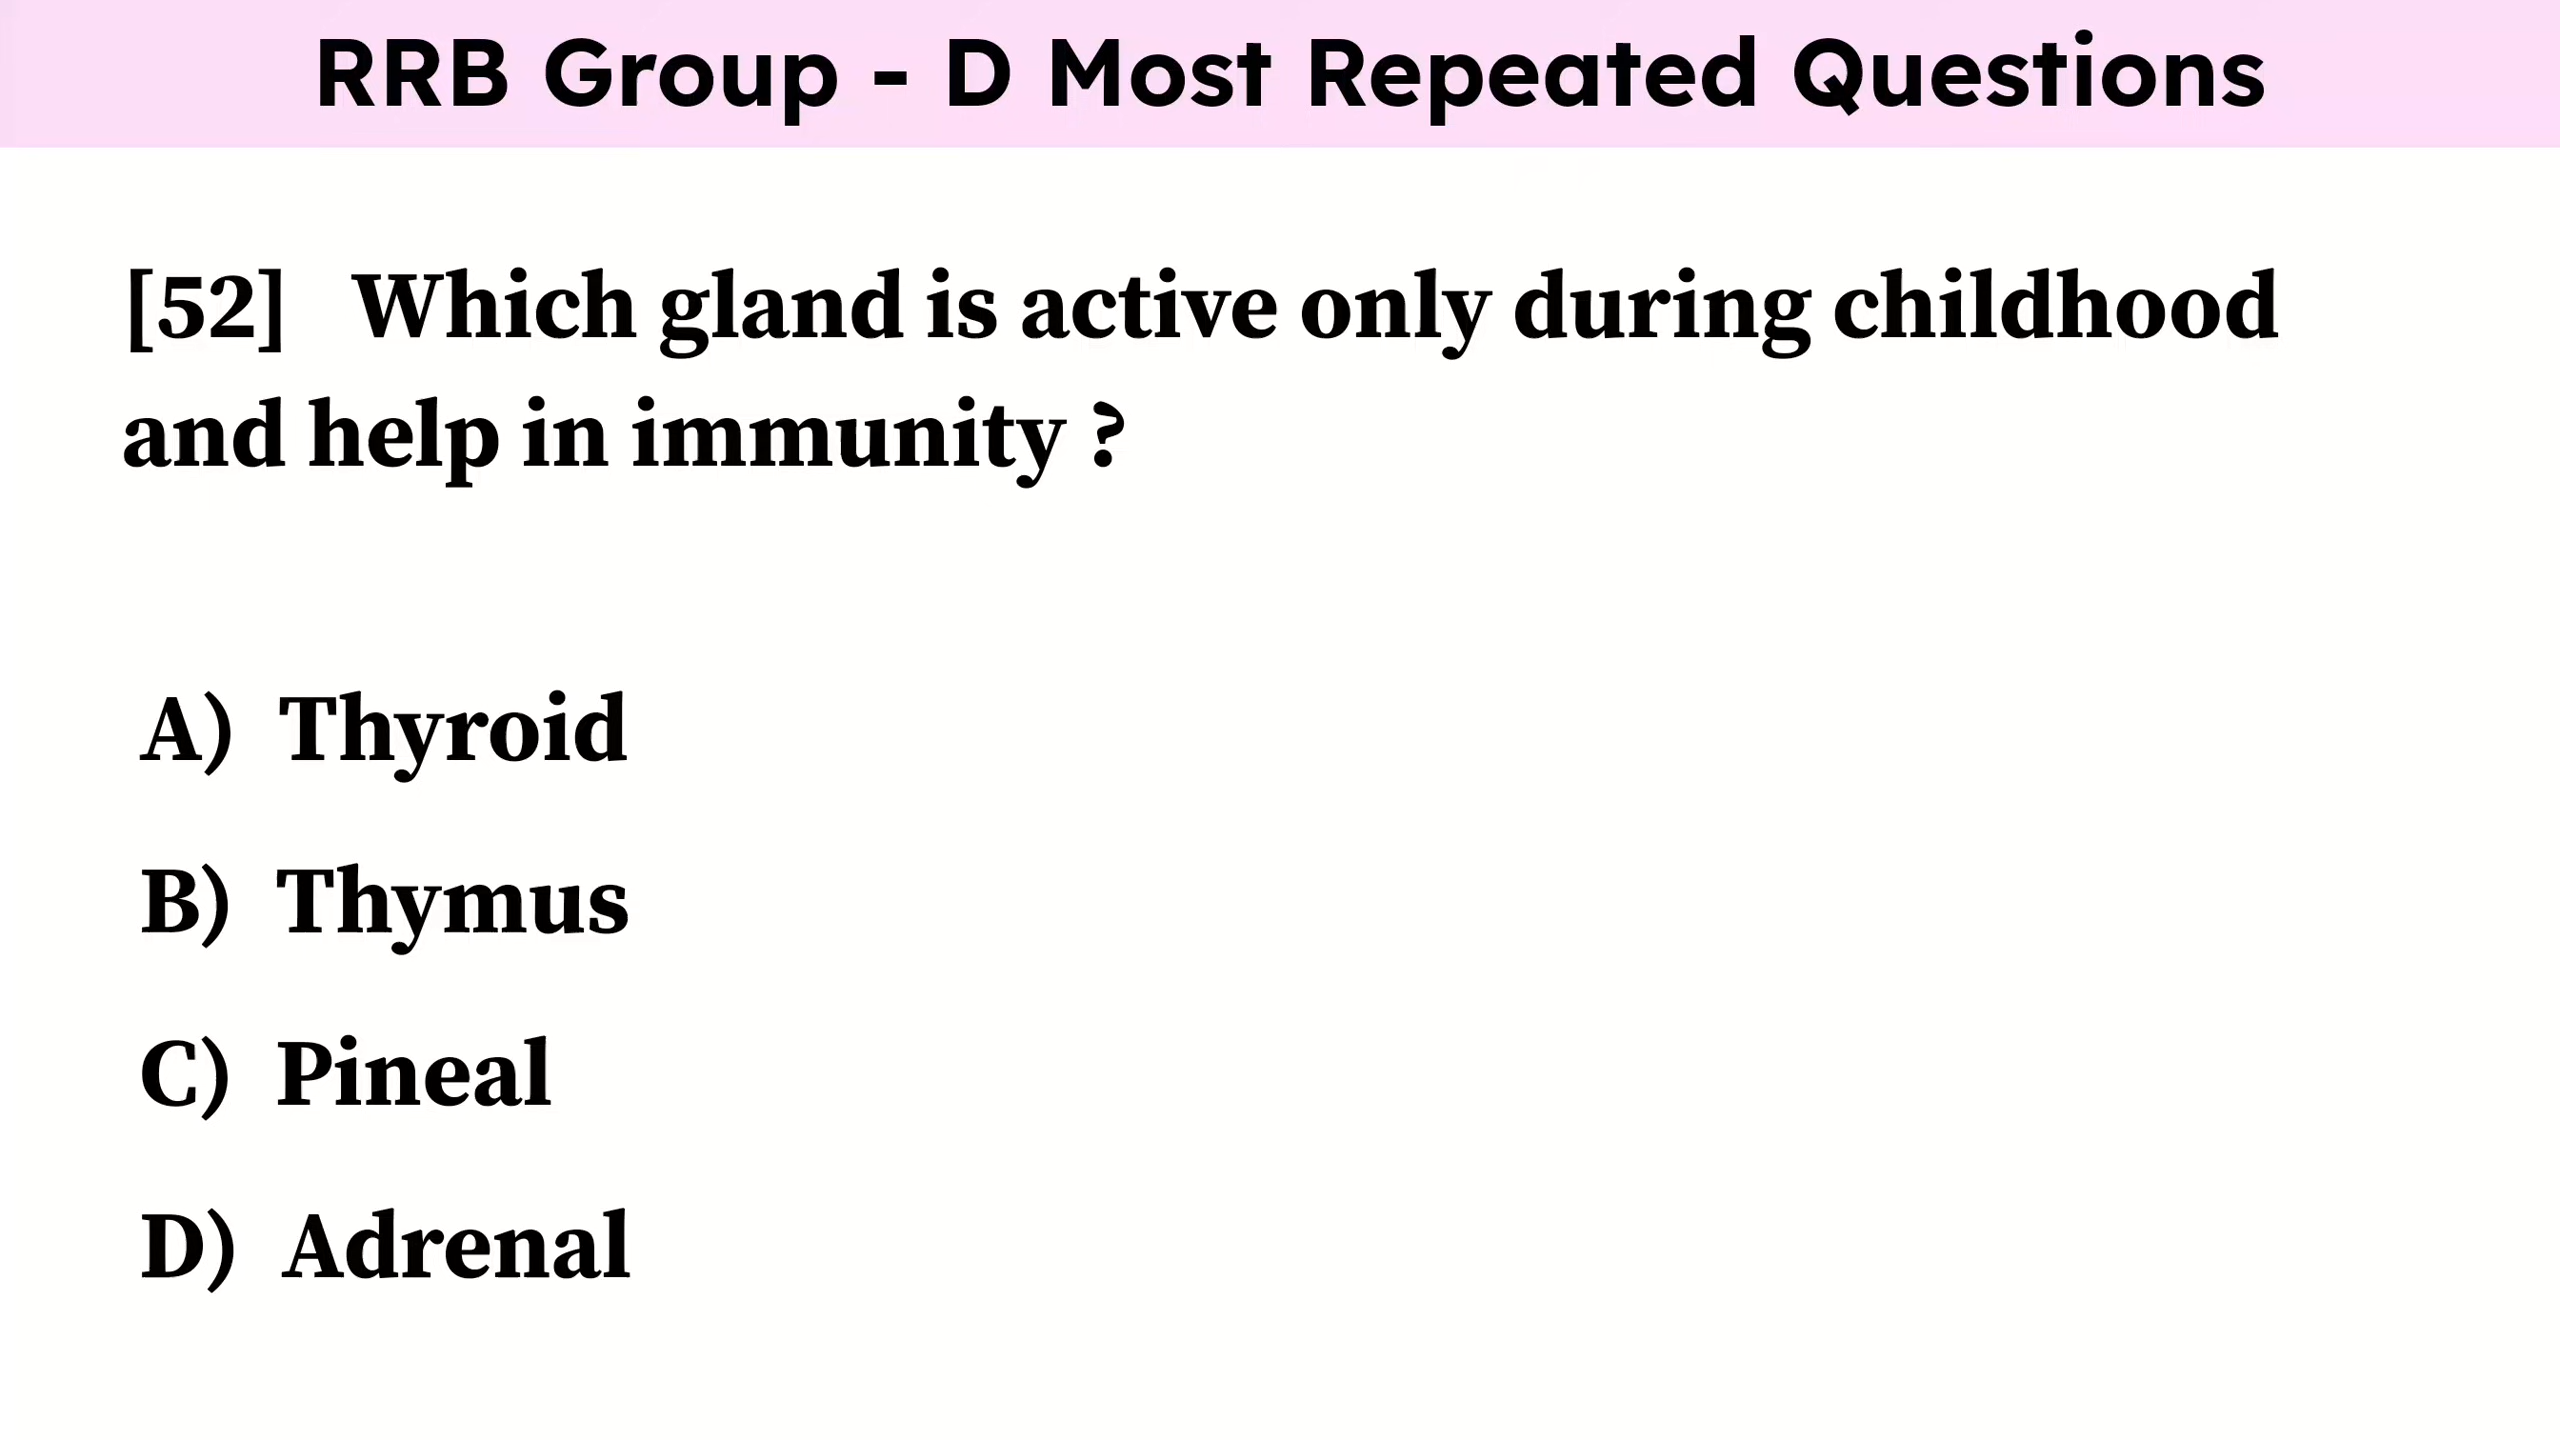 RRB Group - D Most Repeated Questions
[52] Which gland is active only during childhood
and help in immunity ?
A) Thyroid
B) Thymus
C) Pineal
D) Adrenal